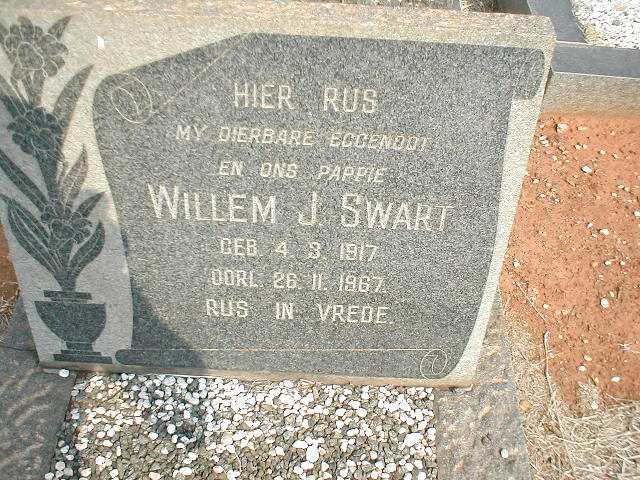 HIER RUS
MY DIERBARE EGGENOOT
EN ONS PAPPIE
WILLEM J. SWART
GEB. 4. 3. 1917
OORL. 26. 11. 1967.
RUS IN VREDE